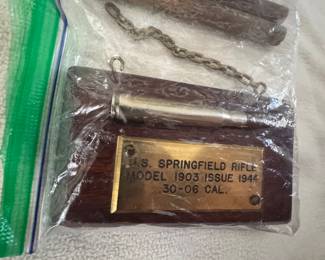 U.S. SPRINGFIELD RIFLE
MODEL 1903 ISSUE 1944
30-06 CAL.